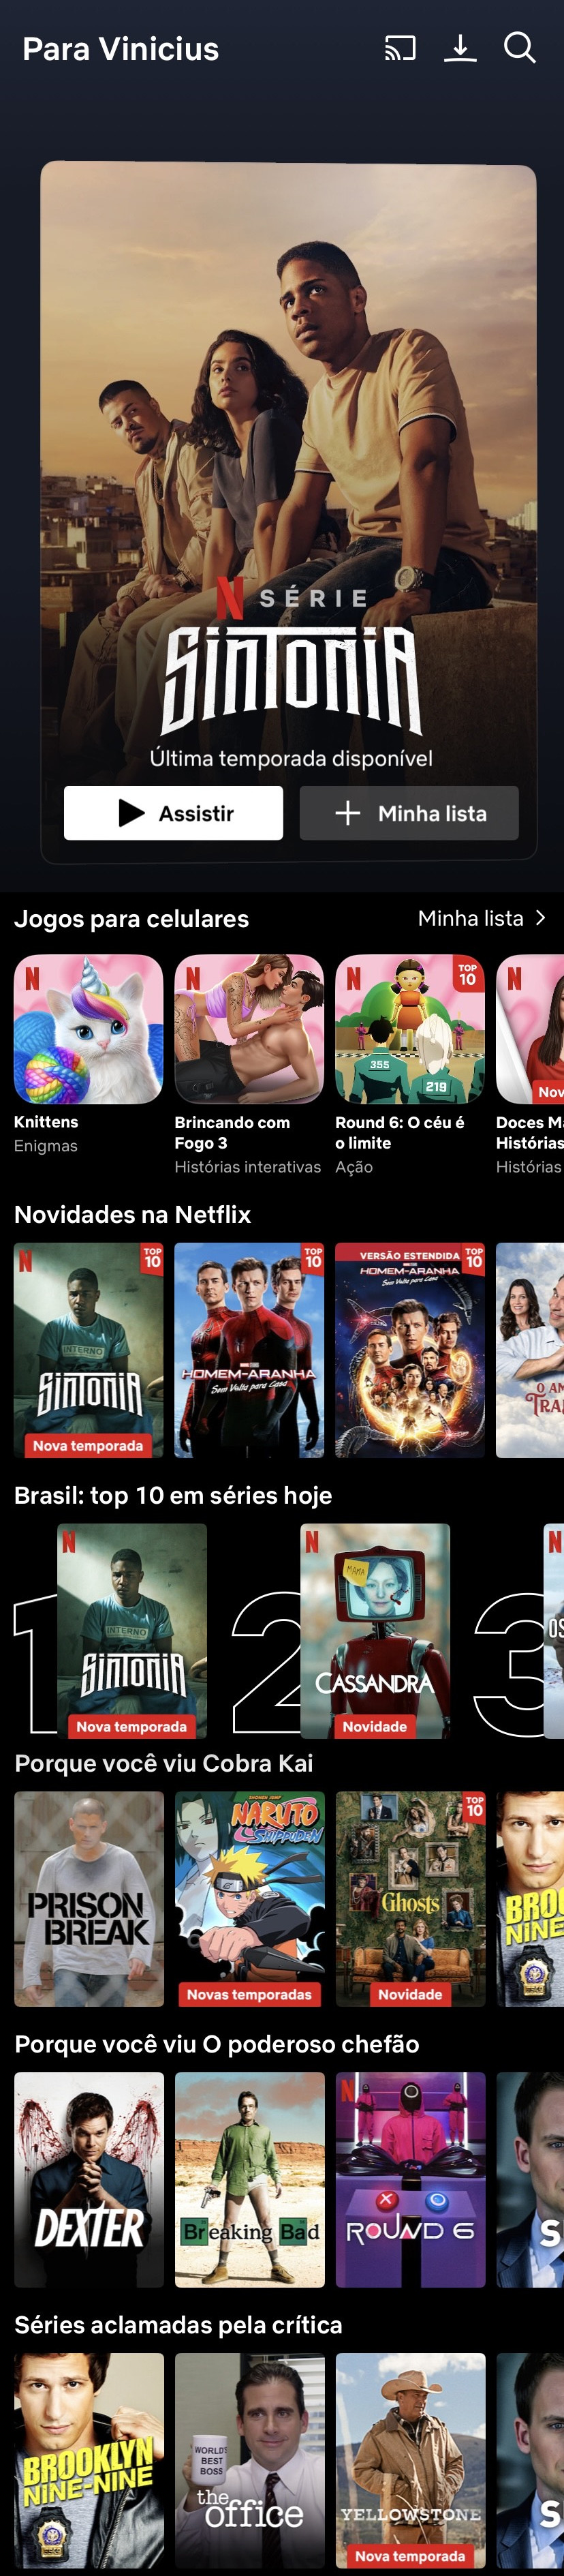 Para Vinicius
N SÉRIE
SINTONIA
Última temporada disponível
Assistir
Minha lista
Jogos para celulares
Minha lista
N
N
N
TOP 10
355
219
N
Nov
Knittens
Enigmas
Brincando com
Fogo 3
Histórias interativas
Round 6: O céu é
o limite
Ação
Doces Ma
Histórias
Histórias
Novidades na Netflix
N
TOP 10
INTERNO
SINTONIA
Nova temporada
TOP 10
HOMEM-ARANHA
Sem Volta para Casa
VERSÃO ESTENDIDA
TOP 10
HOMEM-ARANHA
Sem Volta para Casa
O AN
TRA
Brasil: top 10 em séries hoje
1
N
INTERNO
SINTONIA
Nova temporada
2
N
MAMA
CASSANDRA
Novidade
3
N
OS
Porque você viu Cobra Kai
PRISON
BREAK
SHONEN JUMP
NARUTO
SHIPPUDEN
Novas temporadas
TOP 10
Ghosts
Novidade
BROO
NINE-
Porque você viu O poderoso chefão
DEXTER
Breaking Bad
N
ROUND 6
S
Séries aclamadas pela crítica
BROOKLYN
NINE-NINE
WORLD'S
BEST
BOSS
the
office
YELLOWSTONE
Nova temporada
S